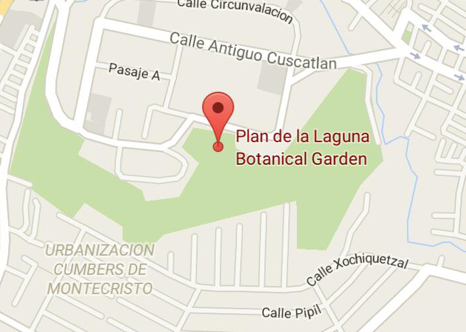 Calle Circunvalacion
Calle Antiguo Cuscatlan
Pasaje A
Plan de la Laguna
Botanical Garden
URBANIZACION
CUMBERS DE
MONTECRISTO
Calle Xochiquetzal
Calle Pipil